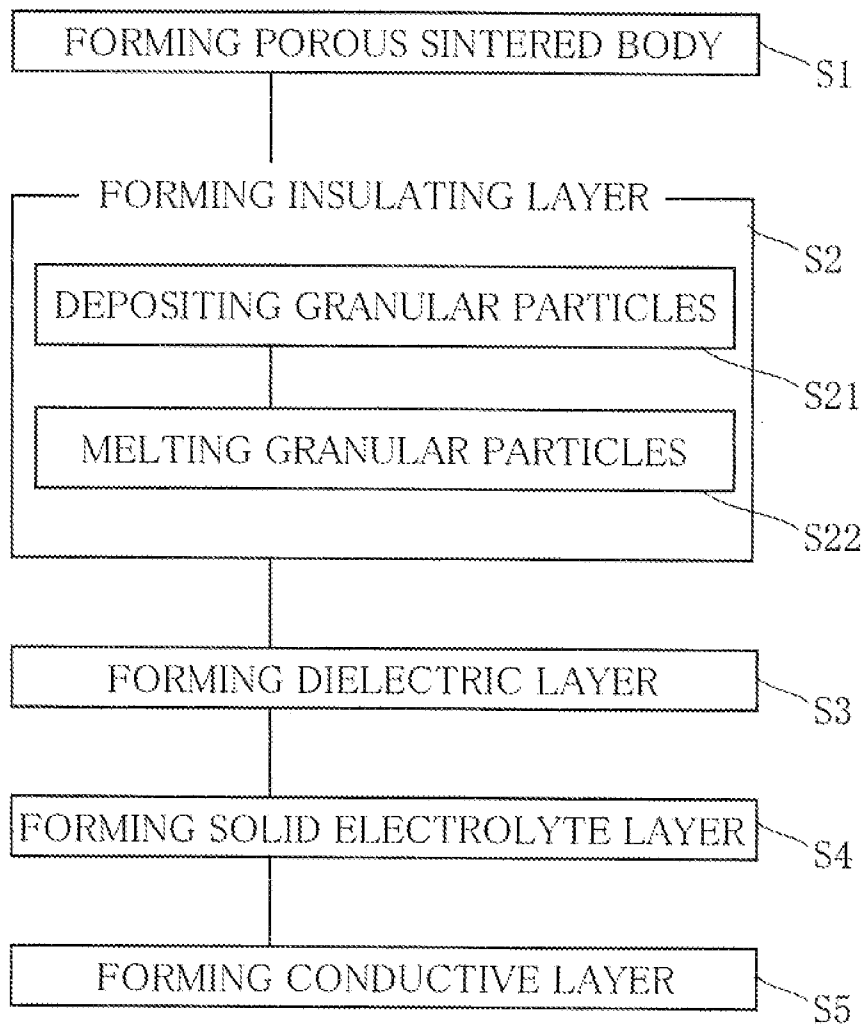 FORMING POROUS SINTERED BODY
S1
FORMING INSULATING LAYER
S2
DEPOSITING GRANULAR PARTICLES
S21
MELTING GRANULAR PARTICLES
S22
FORMING DIELECTRIC LAYER
S3
FORMING SOLID ELECTROLYTE LAYER
S4
FORMING CONDUCTIVE LAYER
S5